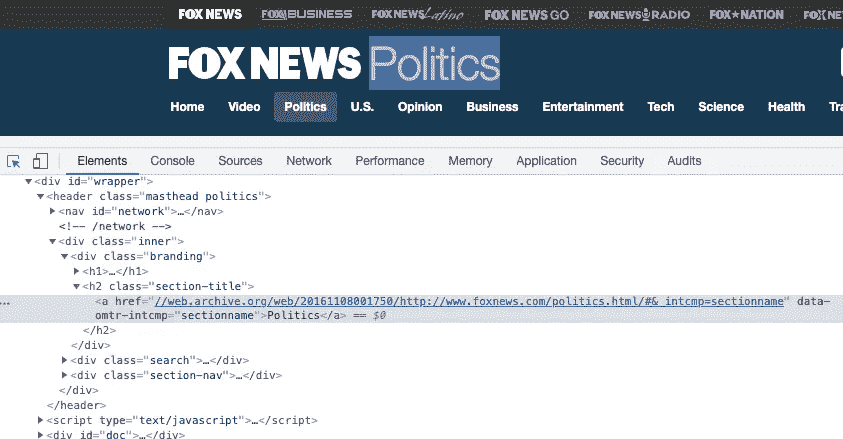 FOX NEWS FOX BUSINESS FOX NEWS Latino FOX NEWS GO FOX NEWS RADIO FOX★NATION
FOX NEWS Politics
Home Video Politics U.S. Opinion Business Entertainment Tech Science Health
Elements Console Sources Network Performance Memory Application Security Audits
▼<div id="wrapper">
▼<header class="masthead politics">
▶<nav id="network">…</nav>
<!-- /network -->
▼<div class="inner">
▼<div class="branding">
▶<h1>…</h1>
▼<h2 class="section-title">
<a href="//web.archive.org/web/20161108001750/http://www.foxnews.com/politics.html/#&_intcmp=sectionname" data-
omtr-intcmp="sectionname">Politics</a> == $0
</h2>
</div>
▶<div class="search">…</div>
▶<div class="section-nav">…</div>
</div>
</header>
▶<script type="text/javascript">…</script>
▶<div id="doc">…</div>